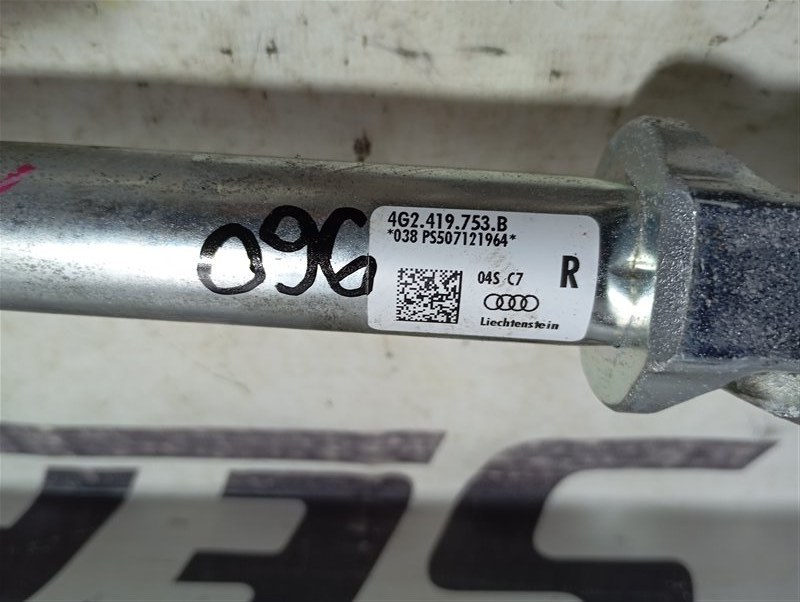 096
4G2.419.753.B
*038 PS507121964*
04S C7
R
Liechtenstein